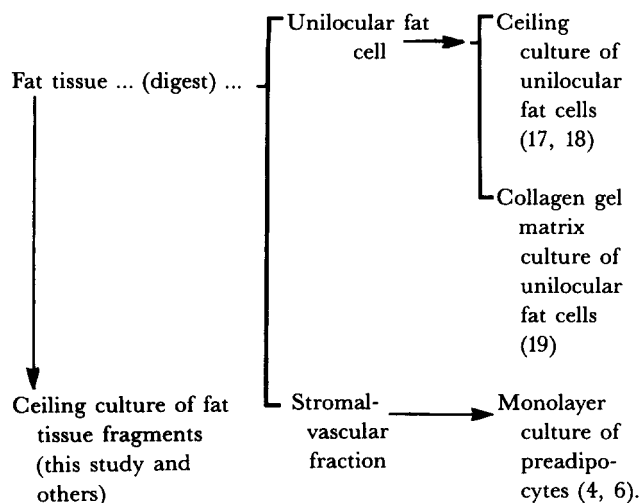 Fat tissue ... (digest) ...
Unilocular fat
cell
Ceiling
culture of
unilocular
fat cells
(17, 18)
Collagen gel
matrix
culture of
unilocular
fat cells
(19)
Ceiling culture of fat
tissue fragments
(this study and
others)
Stromal-
vascular
fraction
Monolayer
culture of
preadipo-
cytes (4, 6).